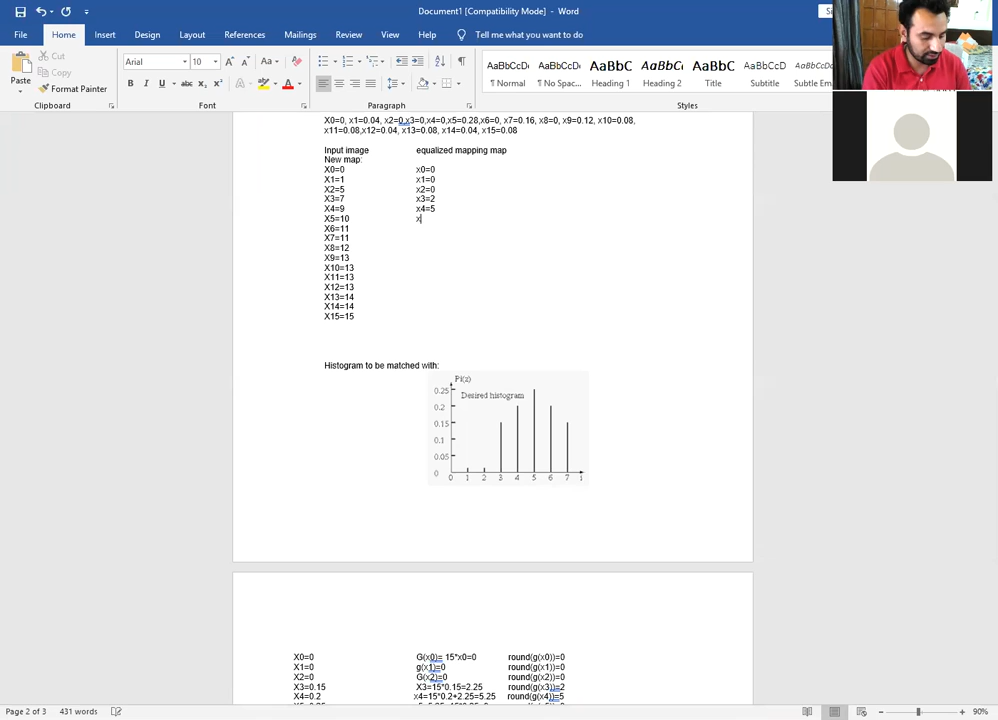 Document1 [Compatibility Mode] - Word
File Home Insert Design Layout References Mailings Review View Help Tell me what you want to do
Paste
Cut
Copy
Format Painter
Arial 10
Clipboard Font Paragraph Styles
AaBbCcDc AaBbCcDc AaBbC AaBbCc AaBbC AaBbCcD AaBbCcDc
¶ Normal ¶ No Spac... Heading 1 Heading 2 Title Subtitle Subtle Em
X0=0, x1=0.04, x2=0,x3=0,x4=0,x5=0.28,x6=0, x7=0.16, x8=0, x9=0.12, x10=0.08,
x11=0.08,x12=0.04, x13=0.08, x14=0.04, x15=0.08
Input image equalized mapping map
New map:
X0=0 x0=0
X1=1 x1=0
X2=5 x2=0
X3=7 x3=2
X4=9 x4=5
X5=10 x
X6=11
X7=11
X8=12
X9=13
X10=13
X11=13
X12=13
X13=14
X14=14
X15=15
Histogram to be matched with:
Desired histogram
0.25
0.2
0.15
0.1
0.05
0
0 1 2 3 4 5 6 7 1
X0=0 G(x0)= 15*x0=0 round(g(x0))=0
X1=0 g(x1)=0 round(g(x1))=0
X2=0 G(x2)=0 round(g(x2))=0
X3=0.15 X3=15*0.15=2.25 round(g(x3))=2
X4=0.2 x4=15*0.2+2.25=5.25 round(g(x4)=5
Page 2 of 3 431 words 90%